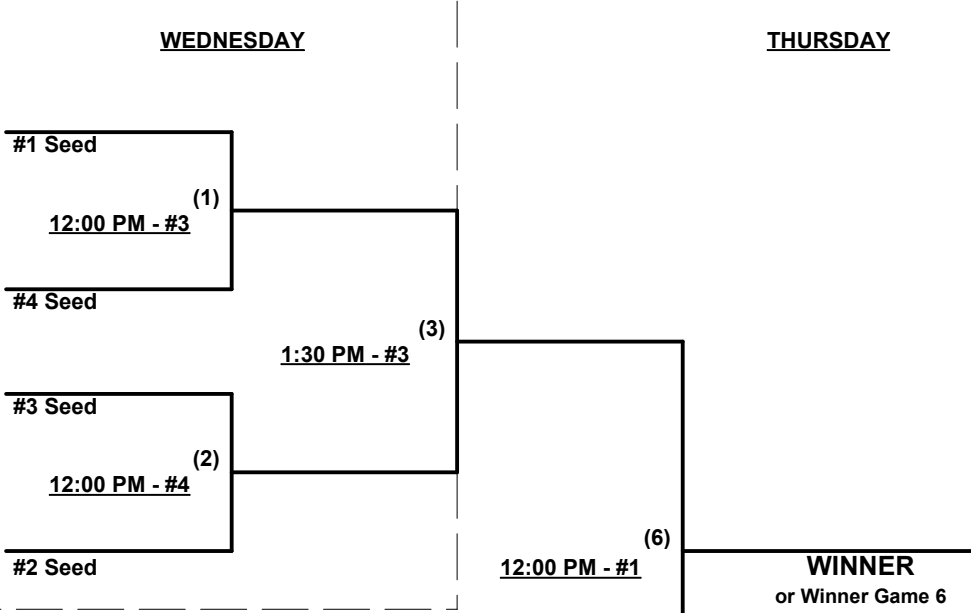 WEDNESDAY
THURSDAY
#1 Seed
(1)
12:00 PM - #3
#4 Seed
(3)
1:30 PM - #3
#3 Seed
(2)
12:00 PM - #4
#2 Seed
(6)
12:00 PM - #1
WINNER
or Winner Game 6